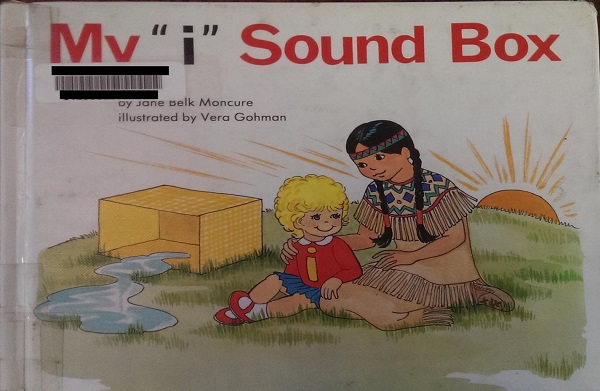 My "i" Sound Box
by Jane Belk Moncure
illustrated by Vera Gohman
i